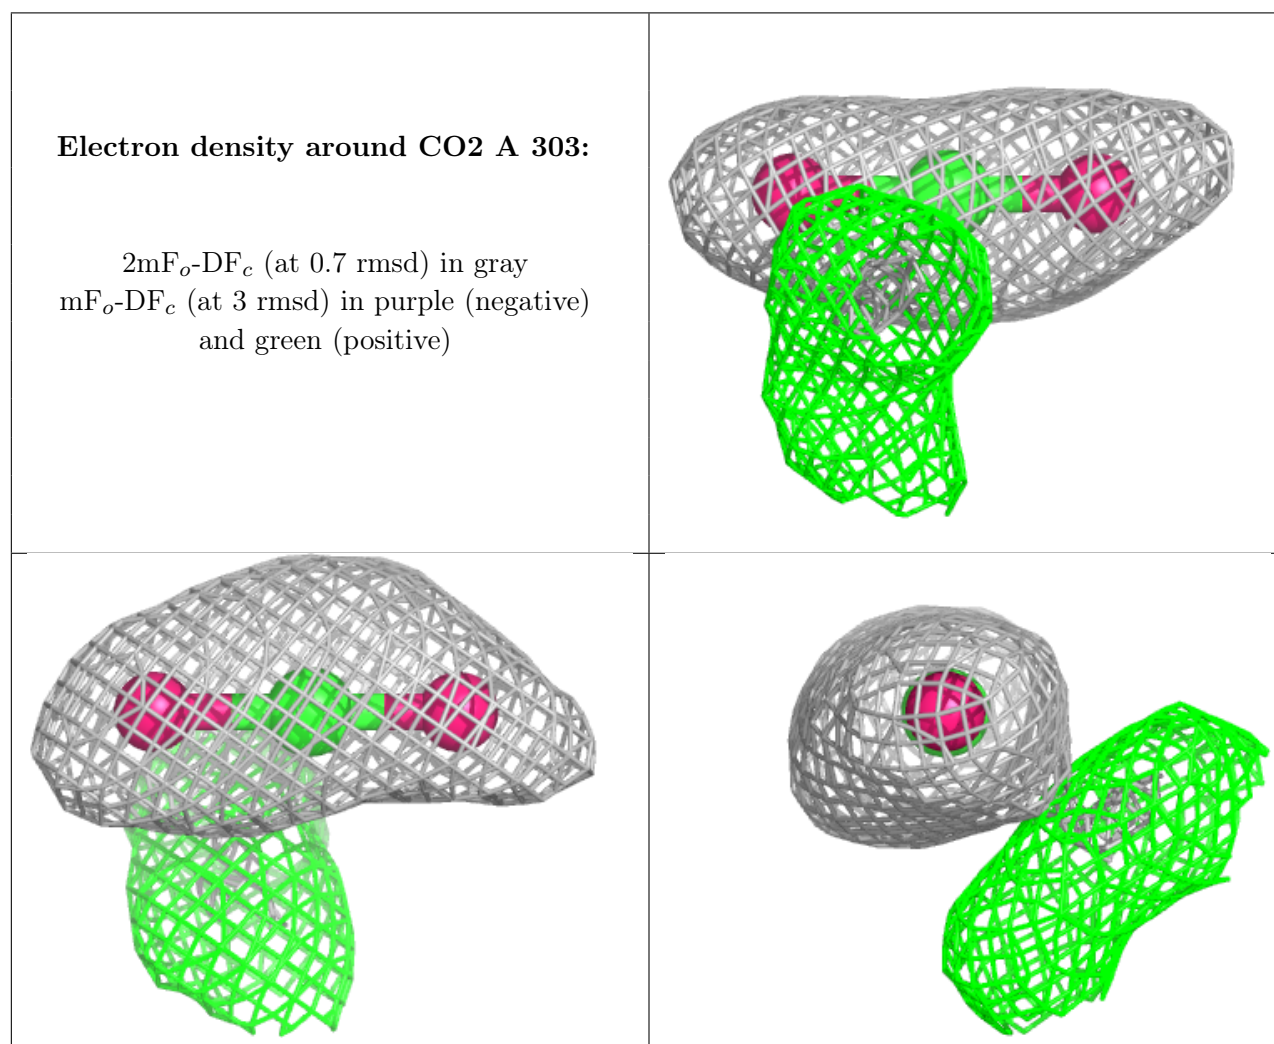 Electron density around CO2 A 303:
2mFo-DFc (at 0.7 rmsd) in gray
mFo-DFc (at 3 rmsd) in purple (negative)
and green (positive)